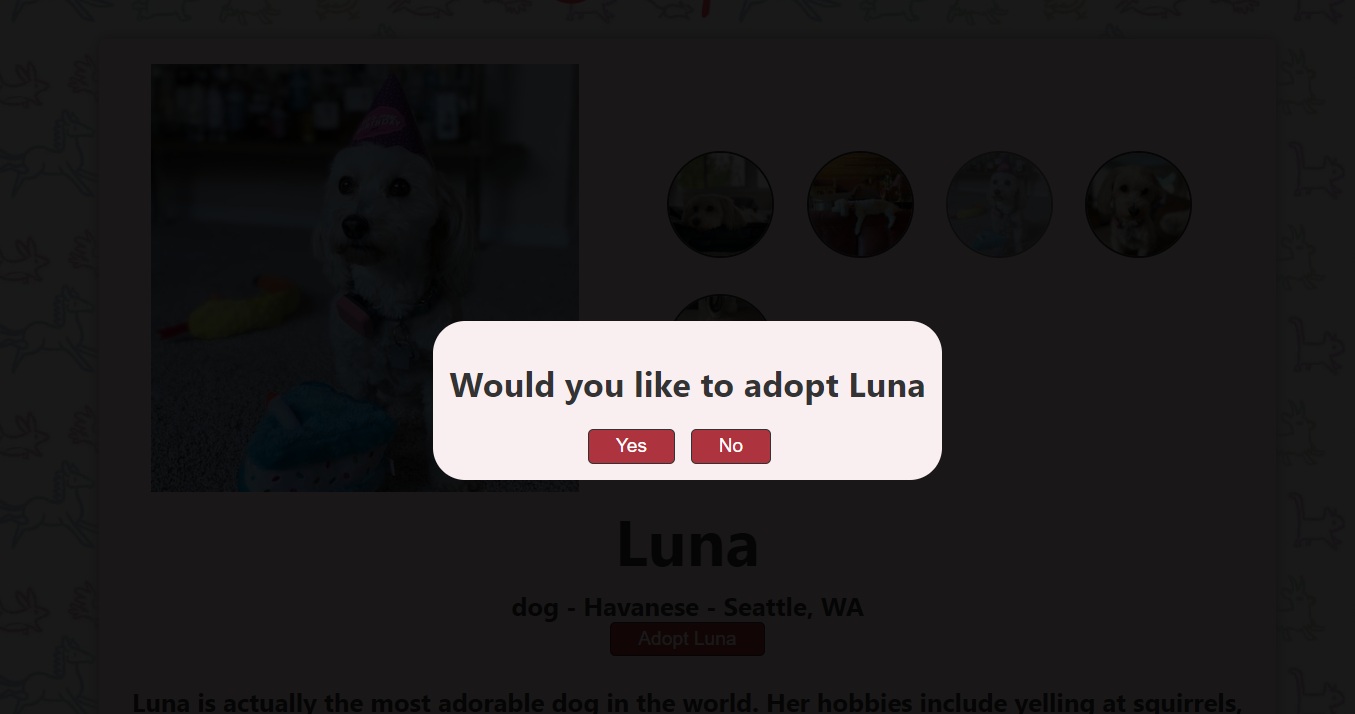 Would you like to adopt Luna
Yes No
Luna
dog - Havanese - Seattle, WA
Adopt Luna
Luna is actually the most adorable dog in the world. Her hobbies include yelling at squirrels,